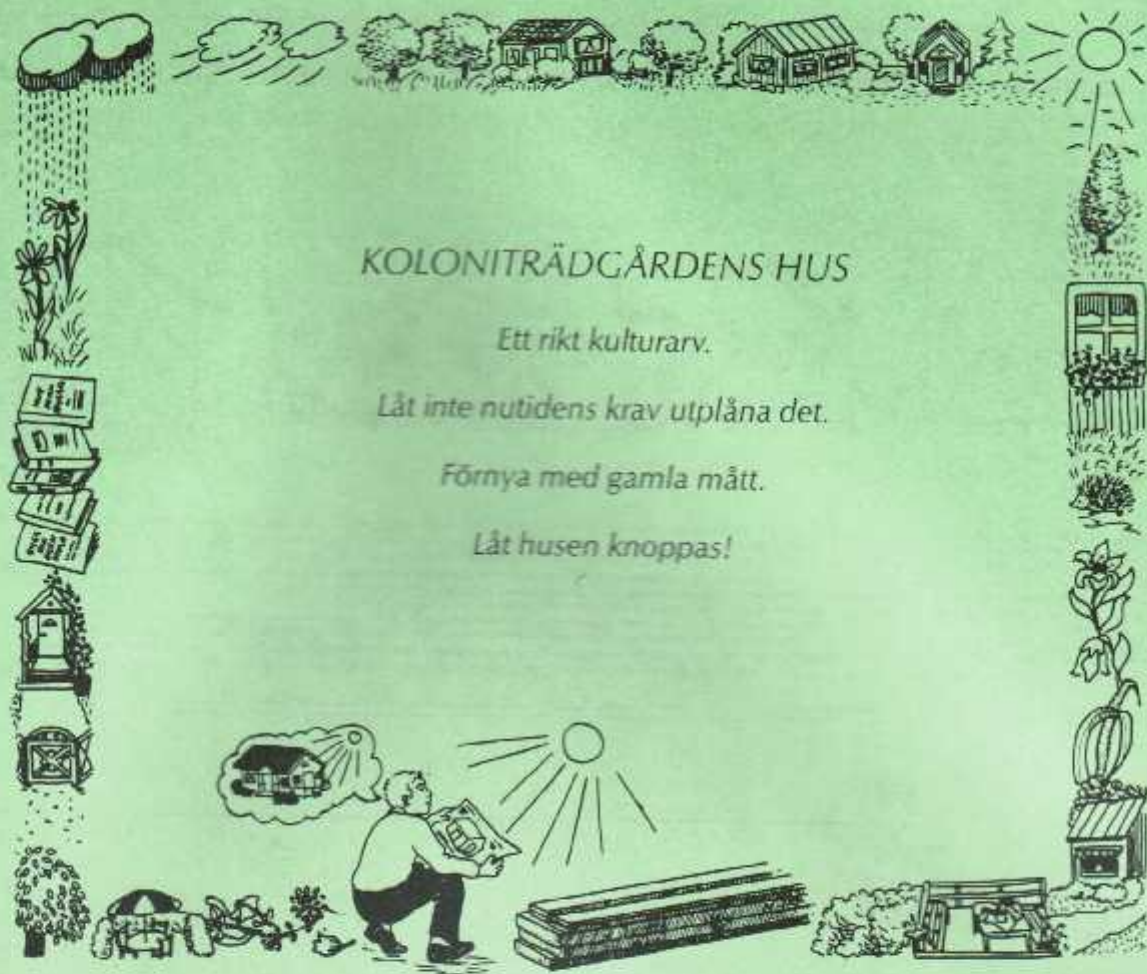 KOLONITRÄDGÅRDENS HUS
Ett rikt kulturarv.
Låt inte nutidens krav utplåna det.
Förnya med gamla mått.
Låt husen knoppas!